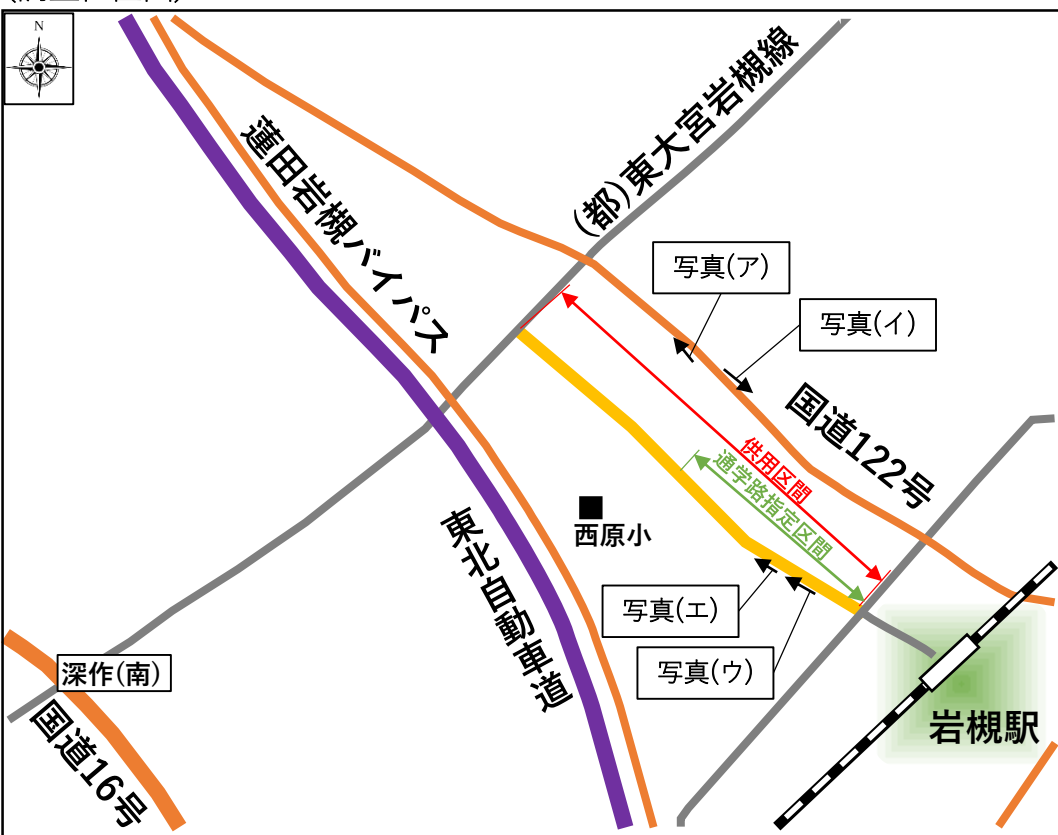 N
蓮田岩槻バイパス
(都)東大宮岩槻線
写真(ア)
写真(イ)
国道122号
供用区間
通学路指定区間
西原小
東北自動車道
写真(エ)
写真(ウ)
深作(南)
国道16号
岩槻駅